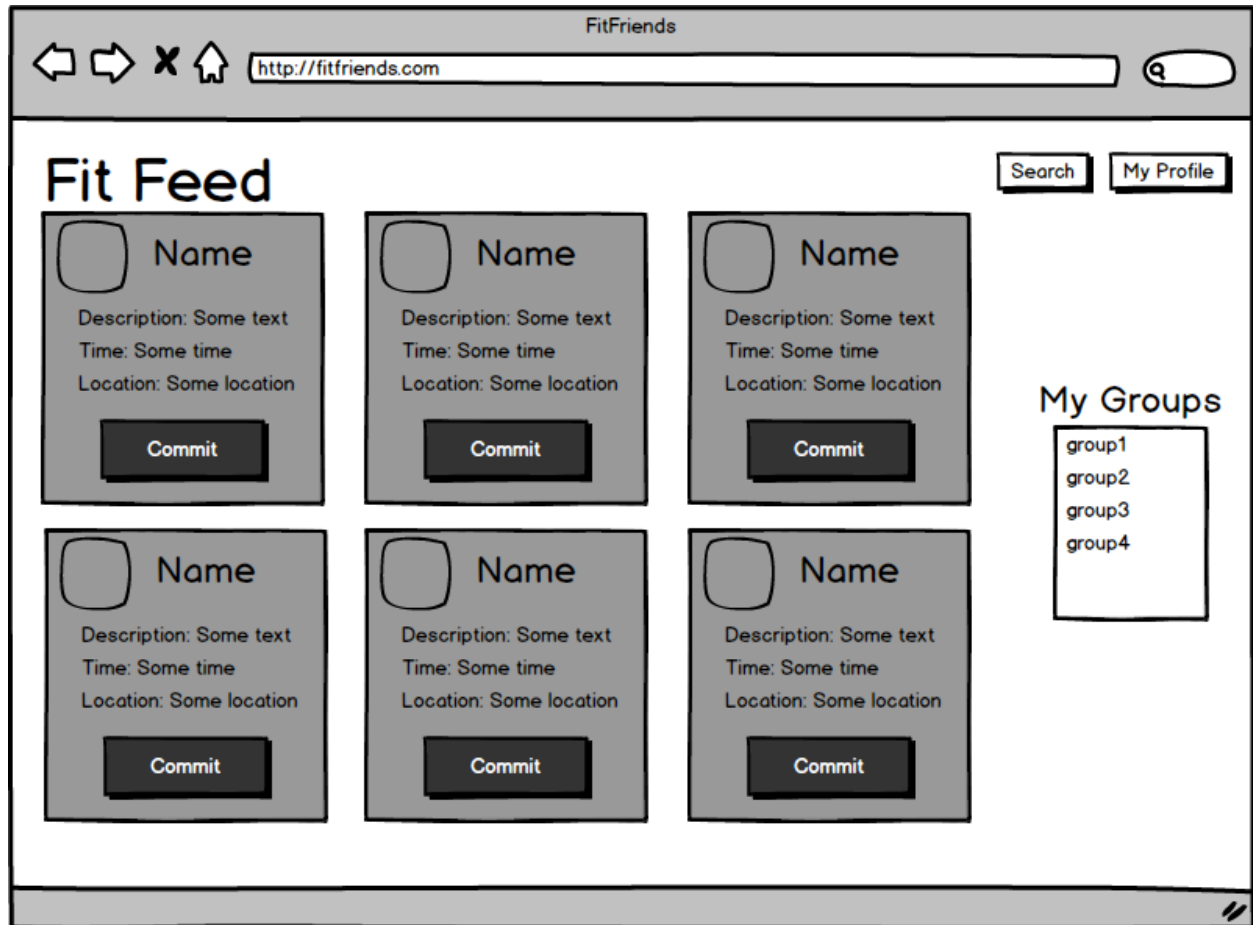 FitFriends
http://fitfriends.com
Fit Feed
Search
My Profile
Name
Description: Some text
Time: Some time
Location: Some location
Commit
Name
Description: Some text
Time: Some time
Location: Some location
Commit
Name
Description: Some text
Time: Some time
Location: Some location
Commit
My Groups
group1
group2
group3
group4
Name
Description: Some text
Time: Some time
Location: Some location
Commit
Name
Description: Some text
Time: Some time
Location: Some location
Commit
Name
Description: Some text
Time: Some time
Location: Some location
Commit